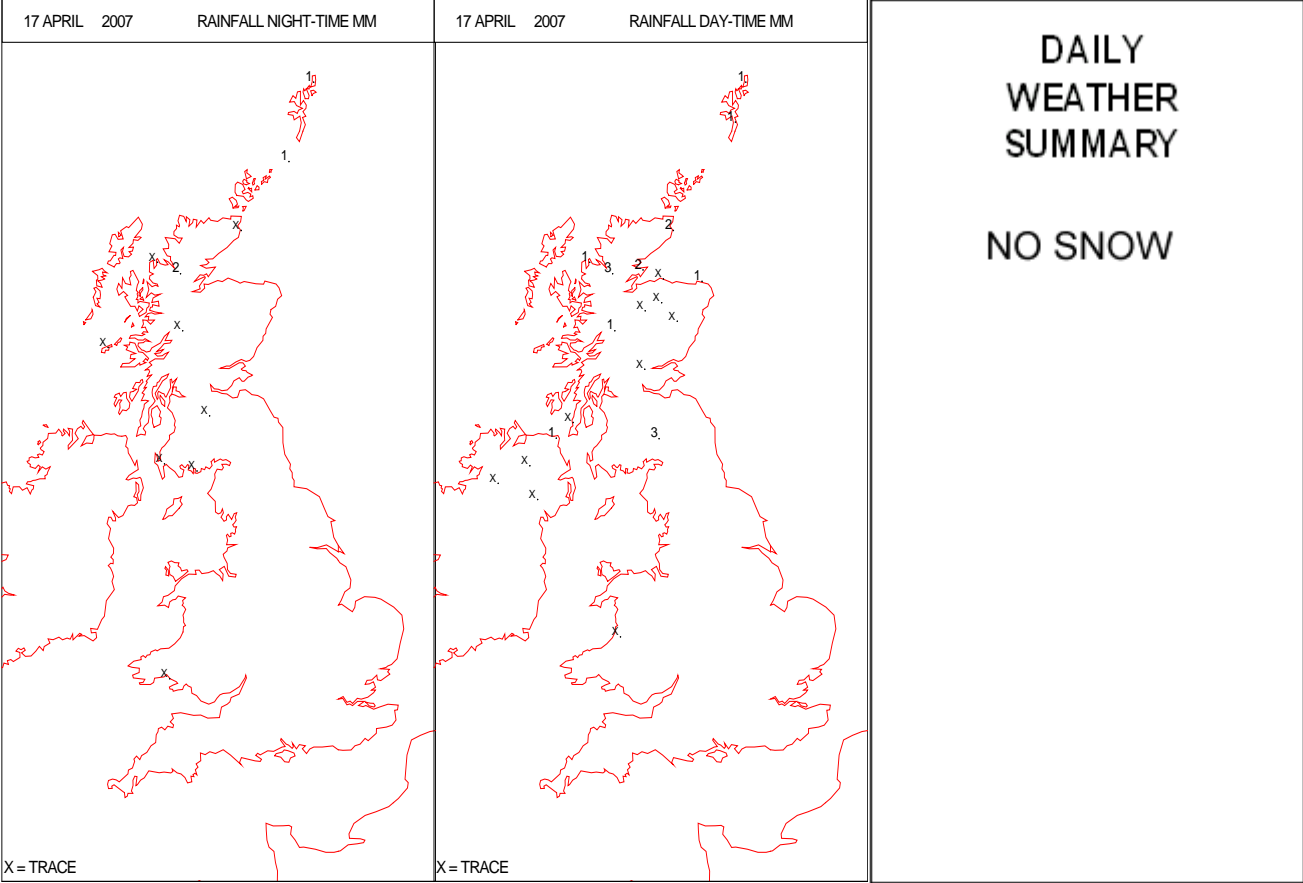 17 APRIL 2007 RAINFALL NIGHT-TIME MM
1
1.
X.
X.
2.
X.
X.
X.
X.
X.
X.
X = TRACE
17 APRIL 2007 RAINFALL DAY-TIME MM
1
1.
2.
1
3.
2.
X.
1.
X.
X.
X.
1.
X.
X.
1.
3.
X.
X.
X.
X.
X = TRACE
DAILY
WEATHER
SUMMARY
NO SNOW